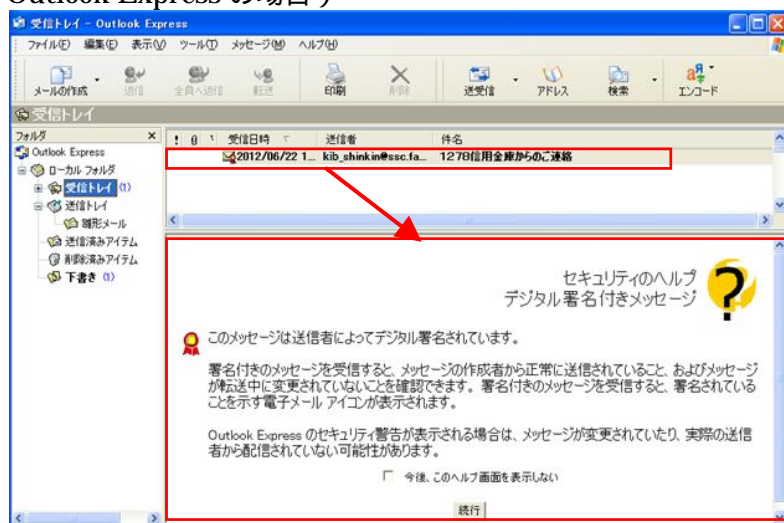 Outlook Express の場合）
受信トレイ - Outlook Express
ファイル(F) 編集(E) 表示(V) ツール(T) メッセージ(M) ヘルプ(H)
メールの作成 返信 全員へ返信 転送 印刷 削除 送受信 アドレス 検索 エンコード
受信トレイ
フォルダ ×
Outlook Express
ローカル フォルダ
受信トレイ (1)
送信トレイ
雛形メール
送信済みアイテム
削除済みアイテム
下書き (1)
! 受信日時 送信者 件名
2012/06/22 1... kib_shinkin@ssc.fa... 1278信用金庫からのご連絡
セキュリティのヘルプ
デジタル署名付きメッセージ
このメッセージは送信者によってデジタル署名されています。
署名付きのメッセージを受信すると、メッセージの作成者から正常に送信されていること、およびメッセージ
が転送中に変更されていないことを確認できます。署名付きのメッセージを受信すると、署名されている
ことを示す電子メール アイコンが表示されます。
Outlook Express のセキュリティ警告が表示される場合は、メッセージが変更されていたり、実際の送信
者から配信されていない可能性があります。
今後、このヘルプ画面を表示しない
続行